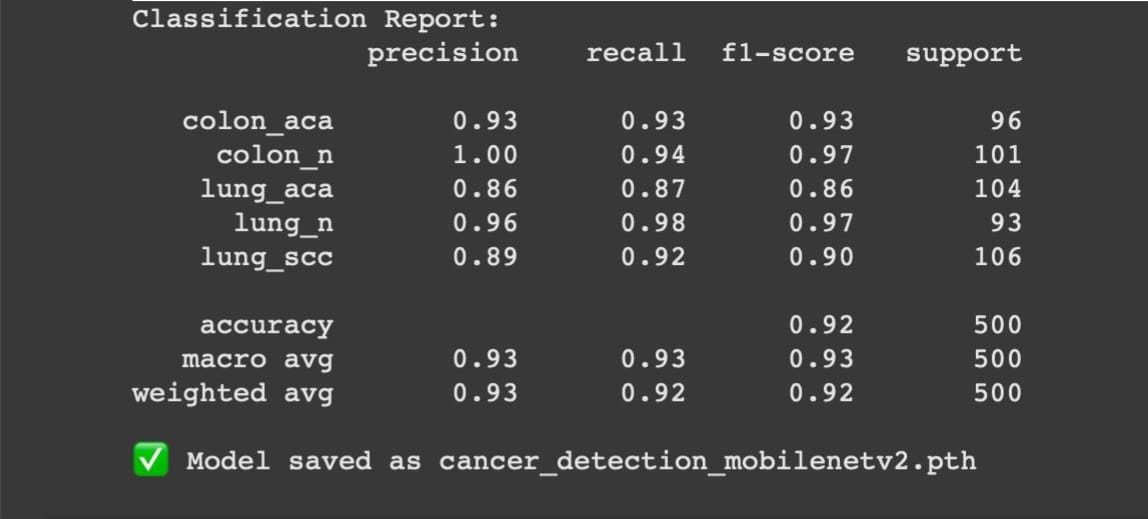 Classification Report:
precision recall f1-score support
colon_aca 0.93 0.93 0.93 96
colon_n 1.00 0.94 0.97 101
lung_aca 0.86 0.87 0.86 104
lung_n 0.96 0.98 0.97 93
lung_scc 0.89 0.92 0.90 106
accuracy 0.92 500
macro avg 0.93 0.93 0.93 500
weighted avg 0.93 0.92 0.92 500
✅ Model saved as cancer_detection_mobilenetv2.pth